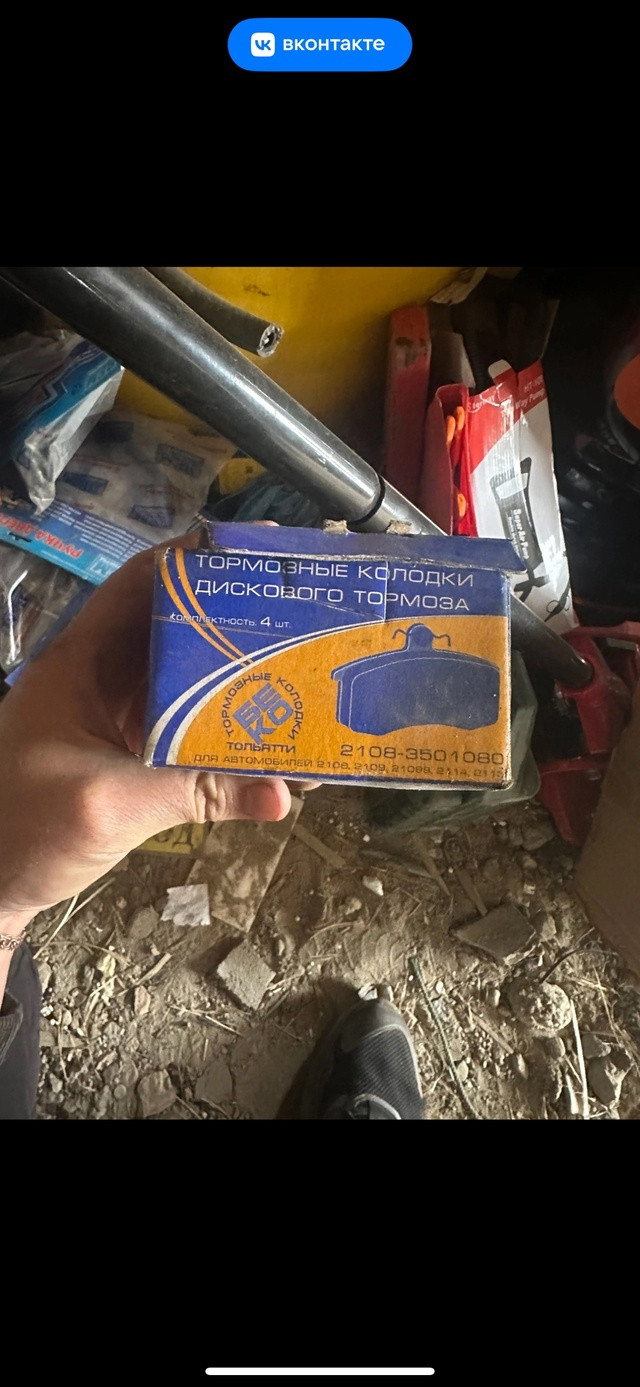 вконтакте
ТОРМОЗНЫЕ КОЛОДКИ
ДИСКОВОГО ТОРМОЗА
КОМПЛЕКТНОСТЬ 4 шт.
ТОРМОЗНЫЕ КОЛОДКИ
ТОЛЬЯТТИ
2108-3501080
ДЛЯ АВТОМОБИЛЕЙ 2108, 2109, 21099, 2114,
РУЧКА